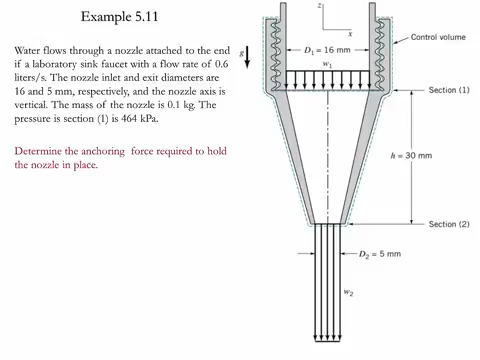 Example 5.11
Water flows through a nozzle attached to the end
if a laboratory sink faucet with a flow rate of 0.6
liters/s. The nozzle inlet and exit diameters are
16 and 5 mm, respectively, and the nozzle axis is
vertical. The mass of the nozzle is 0.1 kg. The
pressure is section (1) is 464 kPa.
Determine the anchoring force required to hold
the nozzle in place.
z
x
g
Control volume
D₁ = 16 mm
w₁
Section (1)
h = 30 mm
Section (2)
D₂ = 5 mm
w₂